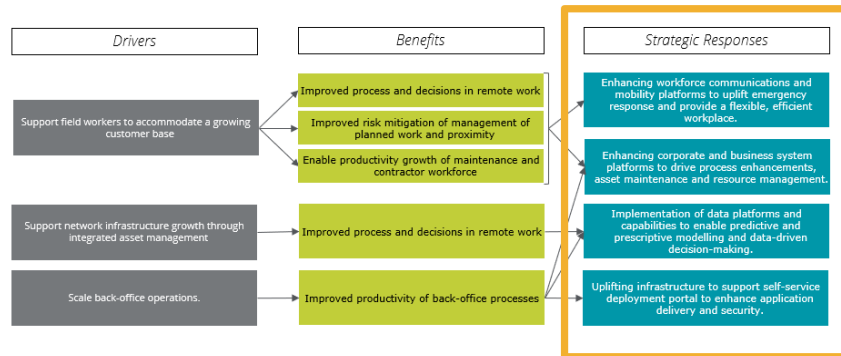 Drivers
Benefits
Strategic Responses
Support field workers to accommodate a growing
customer base
Improved process and decisions in remote work
Improved risk mitigation of management of
planned work and proximity
Enable productivity growth of maintenance and
contractor workforce
Enhancing workforce communications and
mobility platforms to uplift emergency
response and provide a flexible, efficient
workplace.
Enhancing corporate and business system
platforms to drive process enhancements,
asset maintenance and resource management.
Support network infrastructure growth through
integrated asset management
Improved process and decisions in remote work
Implementation of data platforms and
capabilities to enable predictive and
prescriptive modelling and data-driven
decision-making.
Scale back-office operations.
Improved productivity of back-office processes
Uplifting infrastructure to support self-service
deployment portal to enhance application
delivery and security.